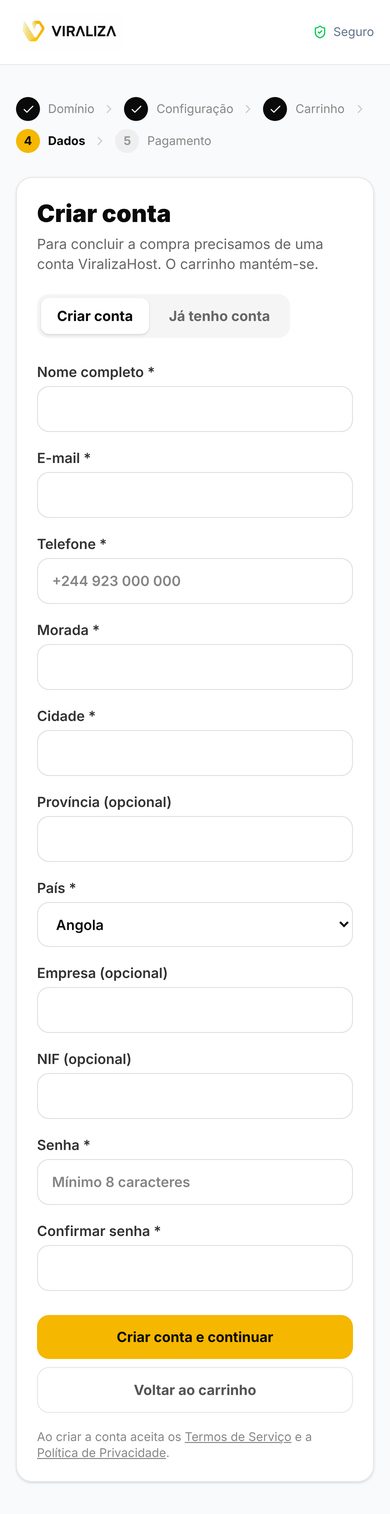 VIRALIZA
Seguro
Domínio
Configuração
Carrinho
4 Dados
5 Pagamento
Criar conta
Para concluir a compra precisamos de uma
conta ViralizaHost. O carrinho mantém-se.
Criar conta
Já tenho conta
Nome completo *
E-mail *
Telefone *
+244 923 000 000
Morada *
Cidade *
Província (opcional)
País *
Angola
Empresa (opcional)
NIF (opcional)
Senha *
Mínimo 8 caracteres
Confirmar senha *
Criar conta e continuar
Voltar ao carrinho
Ao criar a conta aceita os Termos de Serviço e a
Política de Privacidade.